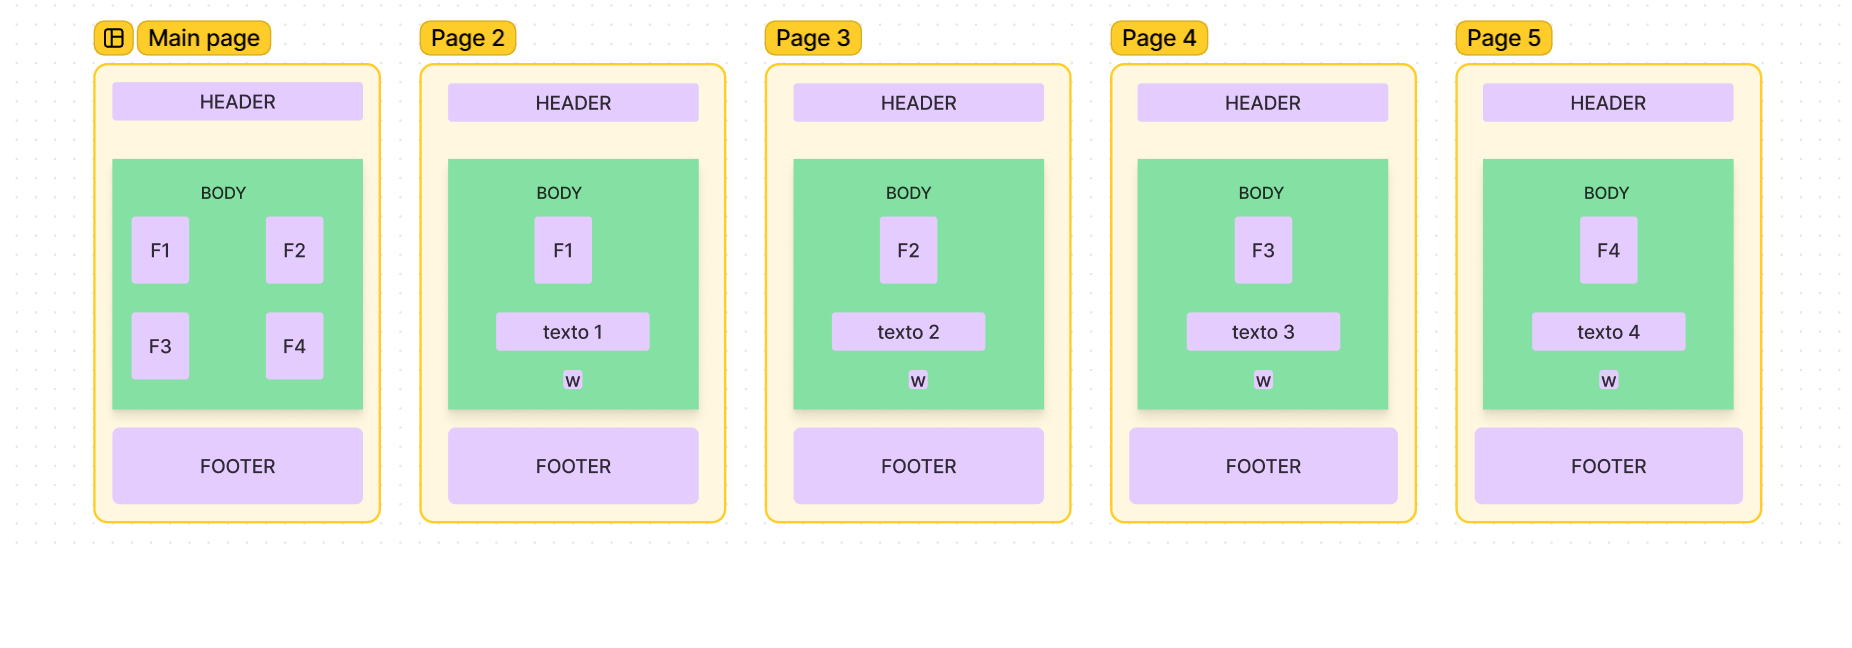 Main page
HEADER
BODY
F1
F2
F3
F4
FOOTER
Page 2
HEADER
BODY
F1
texto 1
w
FOOTER
Page 3
HEADER
BODY
F2
texto 2
w
FOOTER
Page 4
HEADER
BODY
F3
texto 3
w
FOOTER
Page 5
HEADER
BODY
F4
texto 4
w
FOOTER